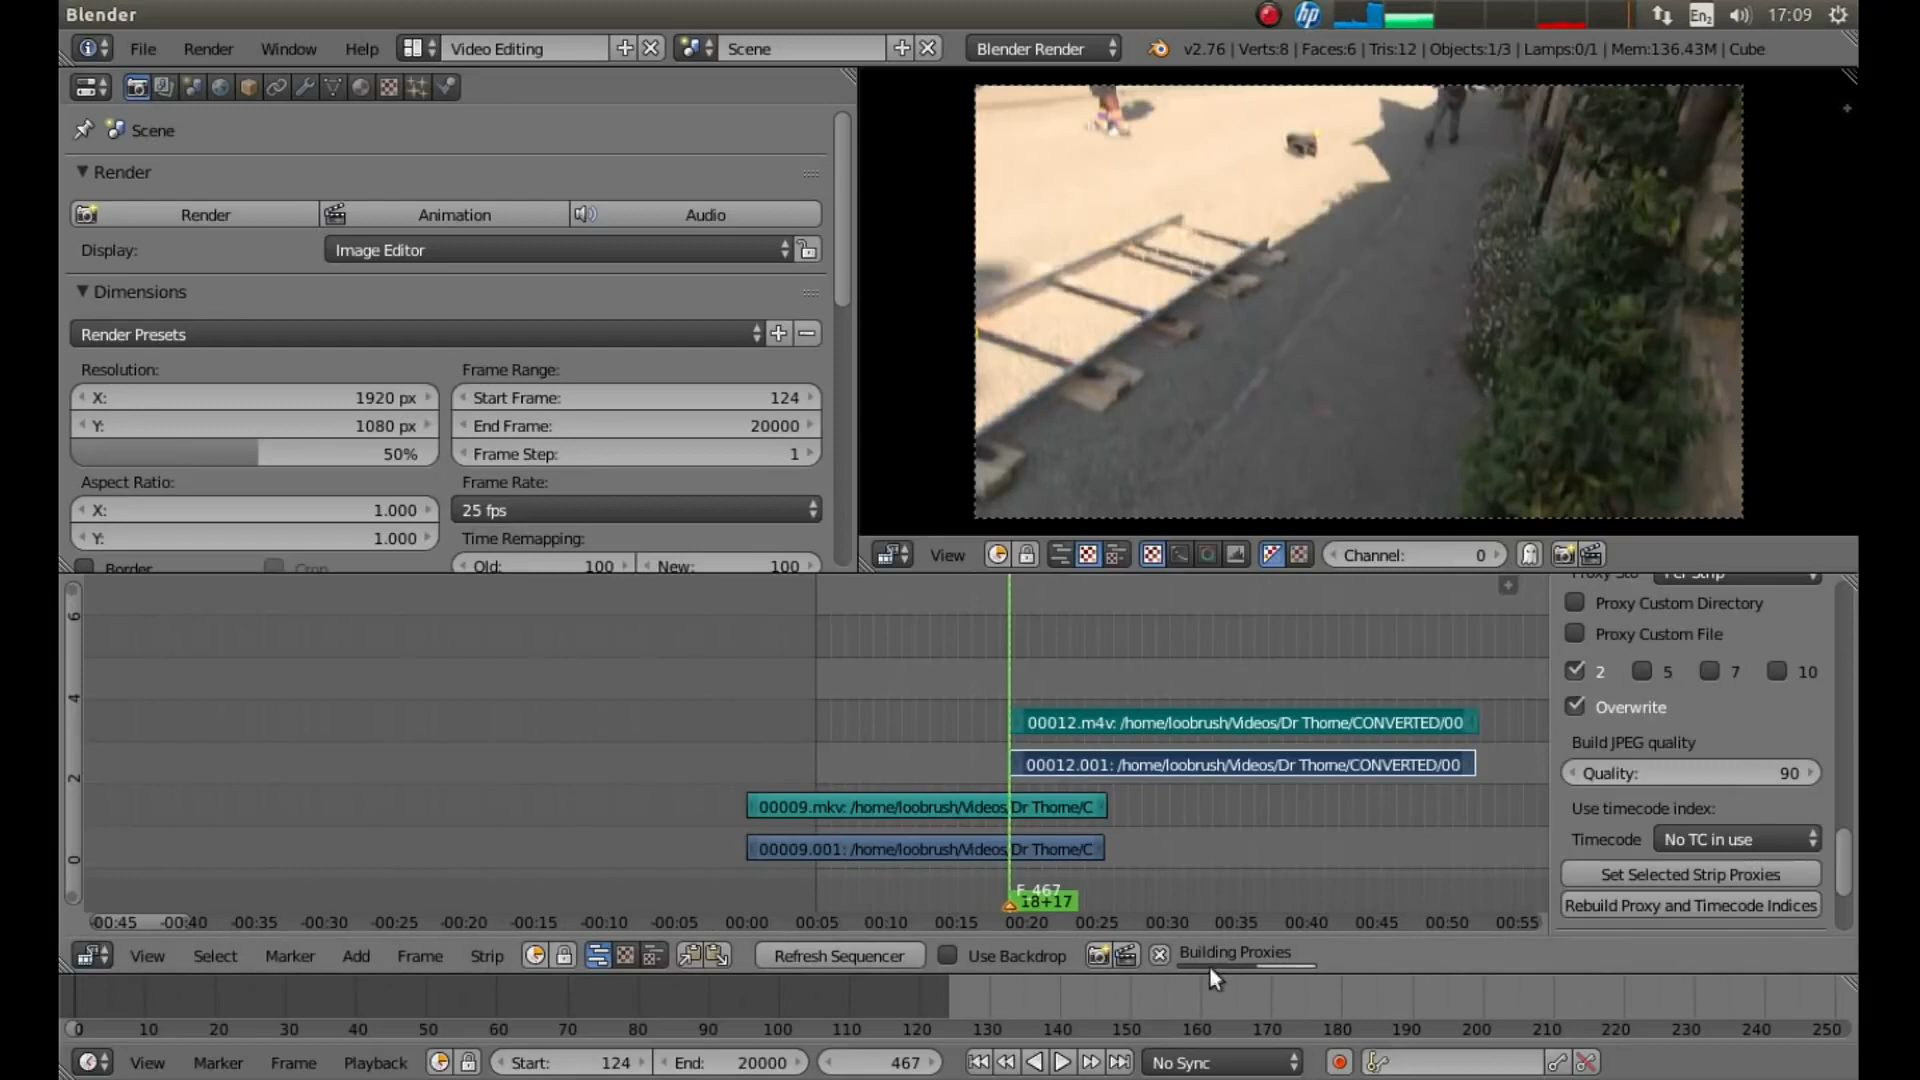 Blender
hp
En2
17:09
File Render Window Help Video Editing Scene Blender Render v2.76 | Verts:8 | Faces:6 | Tris:12 | Objects:1/3 | Lamps:0/1 | Mem:136.43M | Cube
Scene
Render
Render Animation Audio
Display: Image Editor
Dimensions
Render Presets
Resolution: Frame Range:
X: 1920 px Start Frame: 124
Y: 1080 px End Frame: 20000
50% Frame Step: 1
Aspect Ratio: Frame Rate:
X: 1.000 25 fps
Y: 1.000 Time Remapping:
Border Crop Old: 100 New: 100
View Channel: 0
Per Strip
Proxy Custom Directory
Proxy Custom File
2 5 7 10
Overwrite
Build JPEG quality
Quality: 90
Use timecode index:
Timecode No TC in use
Set Selected Strip Proxies
Rebuild Proxy and Timecode Indices
6
4
2
0
00012.m4v: /home/loobrush/Videos/Dr Thorne/CONVERTED/00
00012.001: /home/loobrush/Videos/Dr Thorne/CONVERTED/00
00009.mkv: /home/loobrush/Videos/Dr Thorne/C
00009.001: /home/loobrush/Videos/Dr Thorne/C
F 467
18+17
-00:45 -00:40 -00:35 -00:30 -00:25 -00:20 -00:15 -00:10 -00:05 00:00 00:05 00:10 00:15 00:20 00:25 00:30 00:35 00:40 00:45 00:50 00:55
View Select Marker Add Frame Strip Refresh Sequencer Use Backdrop Building Proxies
0 10 20 30 40 50 60 70 80 90 100 110 120 130 140 150 160 170 180 190 200 210 220 230 240 250
View Marker Frame Playback Start: 124 End: 20000 467 No Sync